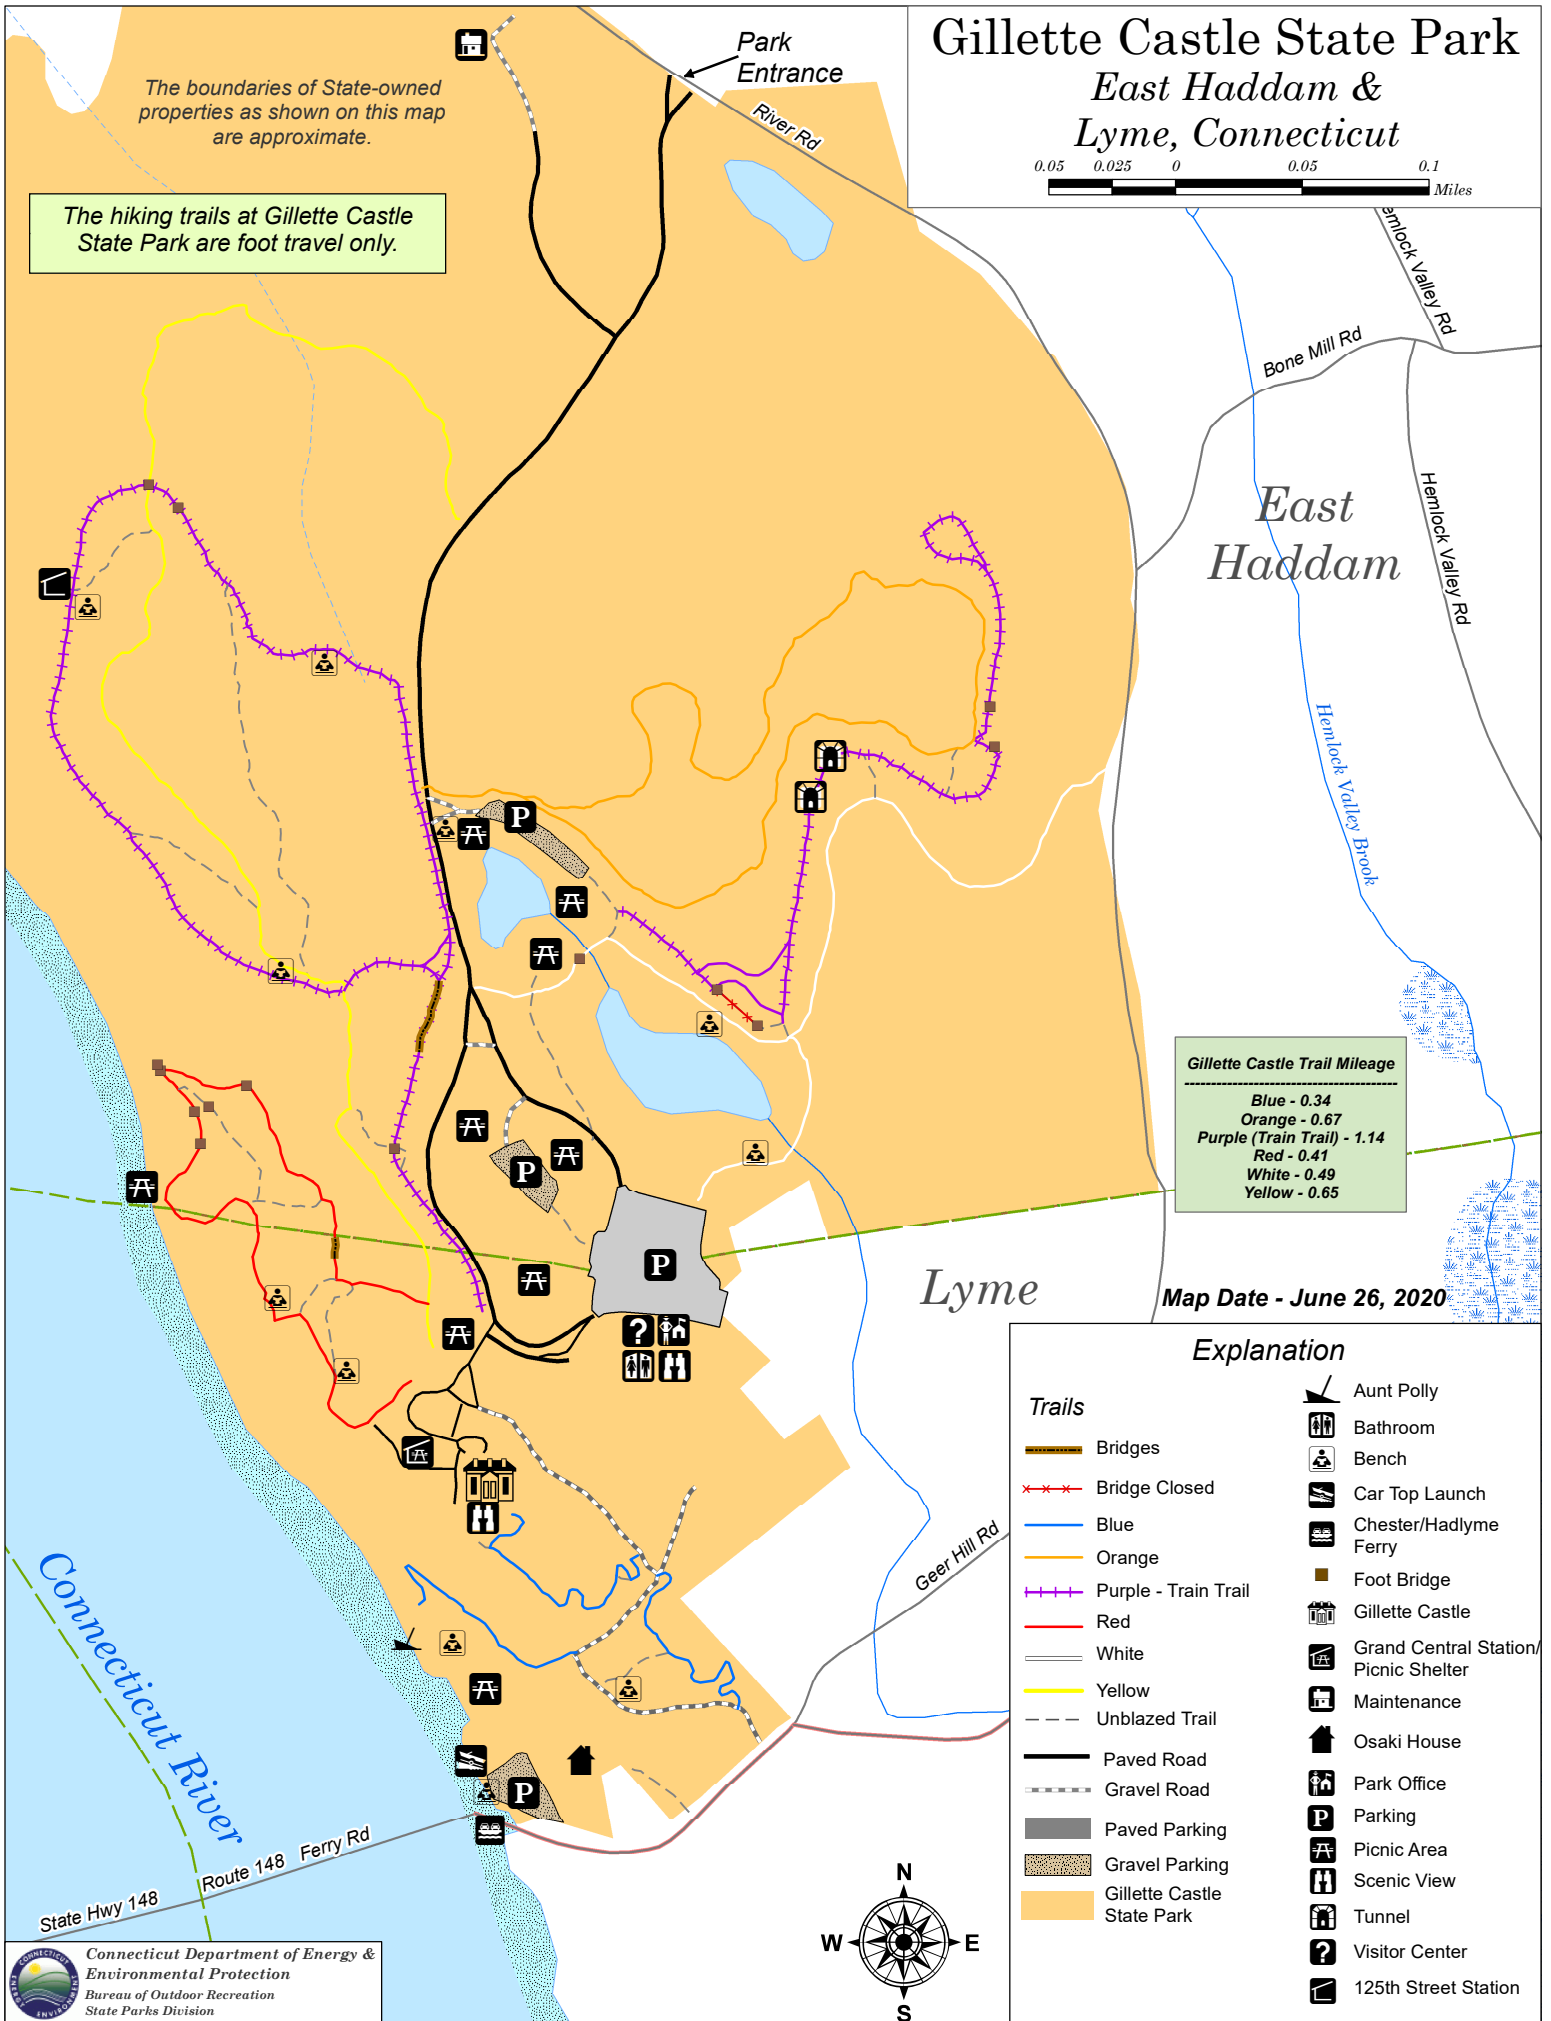 Gillette Castle State Park
East Haddam &
Lyme, Connecticut
0.05 0.025 0 0.05 0.1
Miles
Park
Entrance
The boundaries of State-owned
properties as shown on this map
are approximate.
River Rd
The hiking trails at Gillette Castle
State Park are foot travel only.
emlock Valley Rd
Bone Mill Rd
Hemlock Valley Rd
East
Haddam
Hemlock Valley Brook
P
Gillette Castle Trail Mileage
-----------------------------------------
Blue - 0.34
Orange - 0.67
Purple (Train Trail) - 1.14
Red - 0.41
White - 0.49
Yellow - 0.65
P
P
Lyme
Map Date - June 26, 2020
?
Geer Hill Rd
Connecticut River
P
Route 148 Ferry Rd
State Hwy 148
N
W E
S
Explanation
Trails
Bridges
Bridge Closed
Blue
Orange
Purple - Train Trail
Red
White
Yellow
Unblazed Trail
Paved Road
Gravel Road
Paved Parking
Gravel Parking
Gillette Castle
State Park
Aunt Polly
Bathroom
Bench
Car Top Launch
Chester/Hadlyme
Ferry
Foot Bridge
Gillette Castle
Grand Central Station/
Picnic Shelter
Maintenance
Osaki House
Park Office
P Parking
Picnic Area
Scenic View
Tunnel
? Visitor Center
125th Street Station
CONNECTICUT
ENERGY ENVIRONMENT
Connecticut Department of Energy &
Environmental Protection
Bureau of Outdoor Recreation
State Parks Division